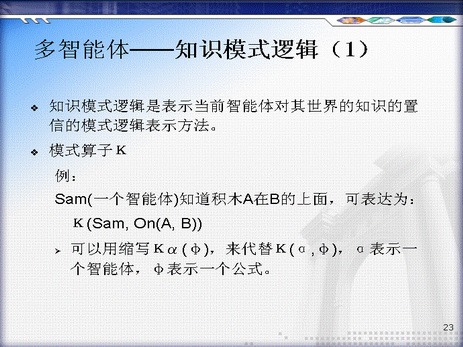 多智能体——知识模式逻辑（1）
❖ 知识模式逻辑是表示当前智能体对其世界的知识的置
信的模式逻辑表示方法。
❖ 模式算子K
例：
Sam(一个智能体)知道积木A在B的上面，可表达为：
K(Sam, On(A, B))
➢ 可以用缩写Kα(φ)，来代替K(α,φ)，α表示一
个智能体，φ表示一个公式。
23